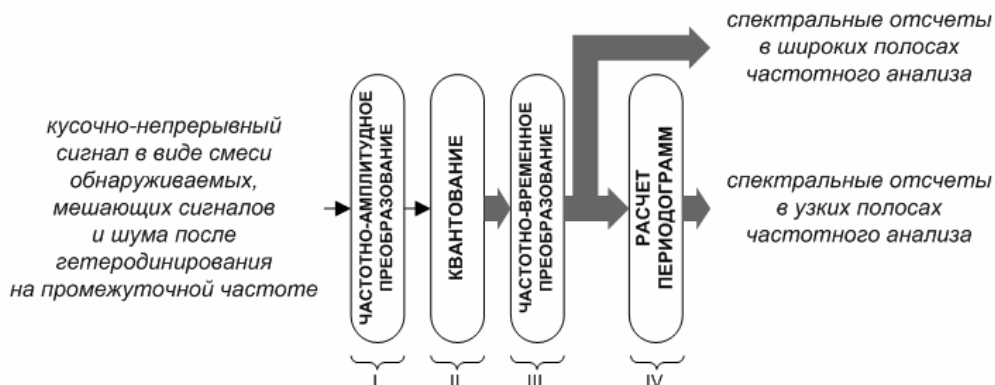 кусочно-непрерывный
сигнал в виде смеси
обнаруживаемых,
мешающих сигналов
и шума после
гетеродинирования
на промежуточной частоте
ЧАСТОТНО-АМПЛИТУДНОЕ
ПРЕОБРАЗОВАНИЕ
КВАНТОВАНИЕ
ЧАСТОТНО-ВРЕМЕННОЕ
ПРЕОБРАЗОВАНИЕ
РАСЧЕТ
ПЕРИОДОГРАММ
спектральные отсчеты
в широких полосах
частотного анализа
спектральные отсчеты
в узких полосах
частотного анализа
I
II
III
IV